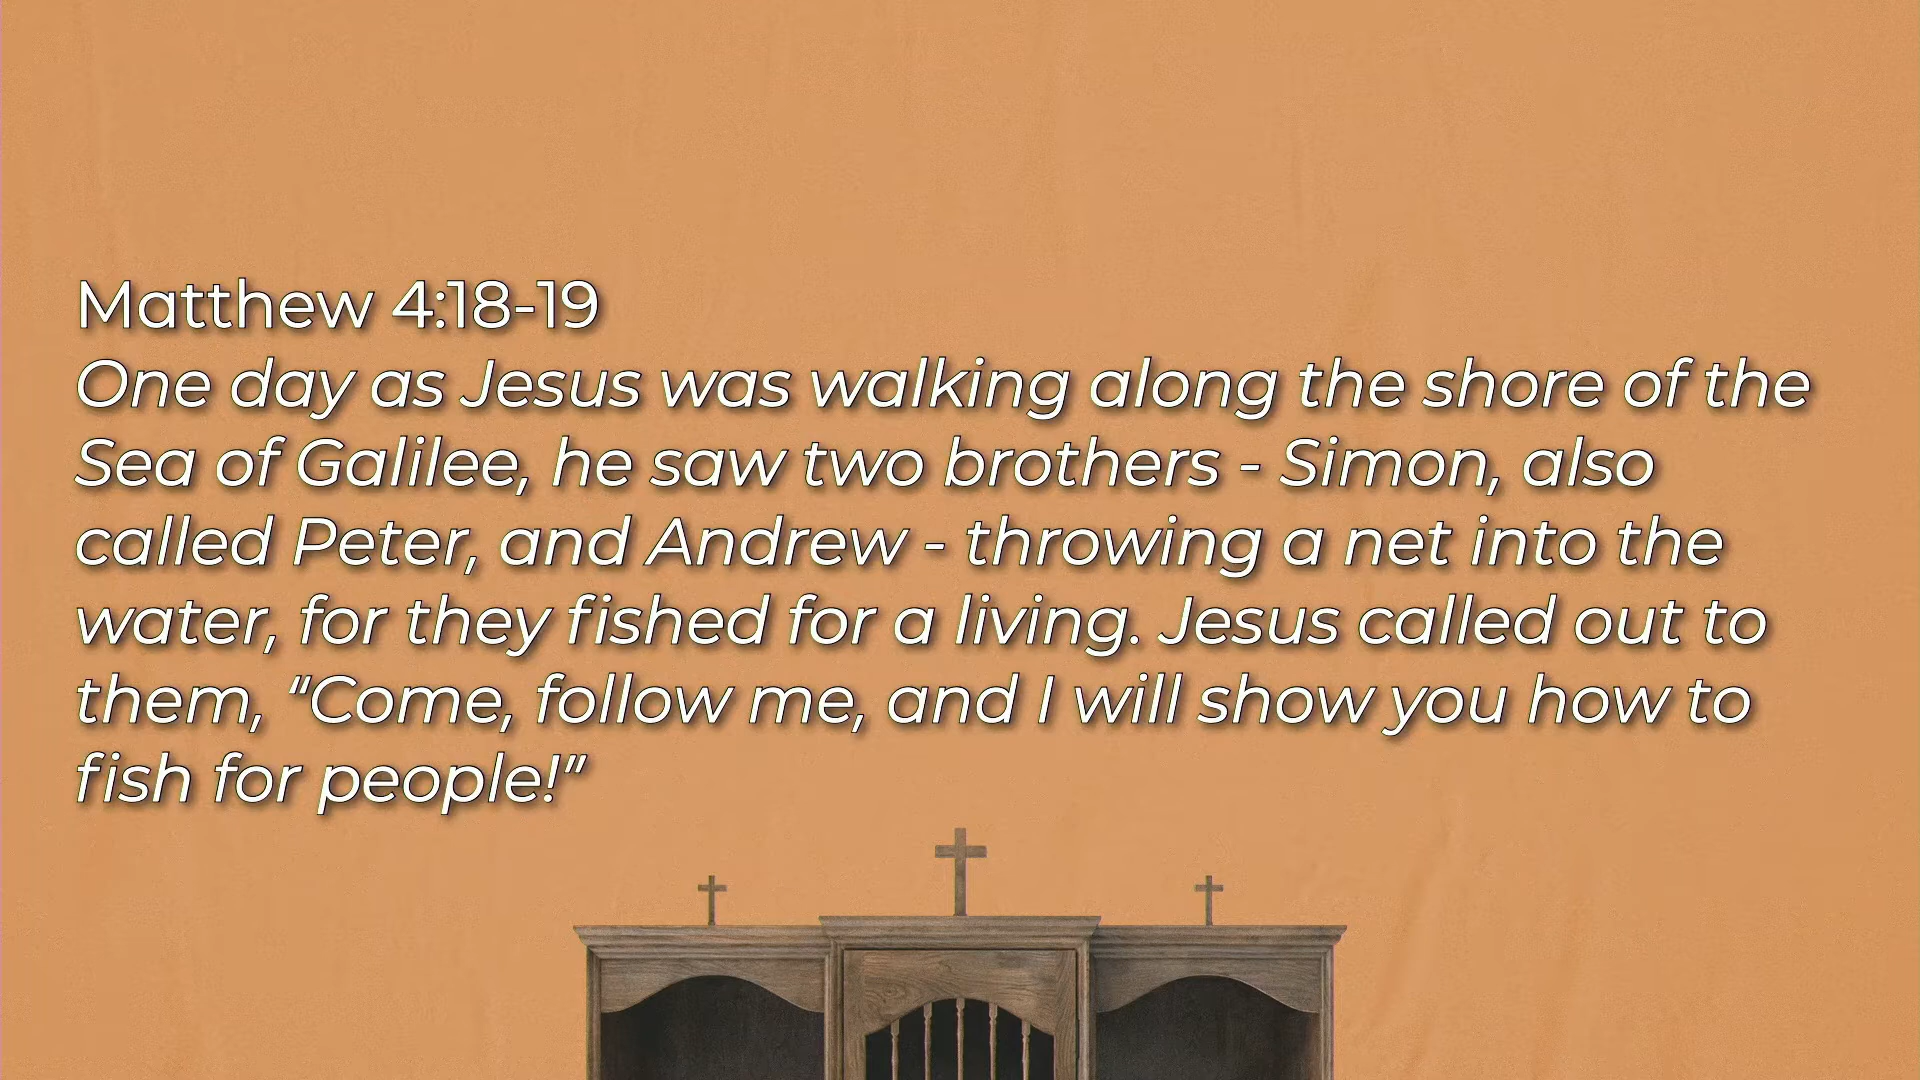 Matthew 4:18-19
One day as Jesus was walking along the shore of the
Sea of Galilee, he saw two brothers - Simon, also
called Peter, and Andrew - throwing a net into the
water, for they fished for a living. Jesus called out to
them, “Come, follow me, and I will show you how to
fish for people!”